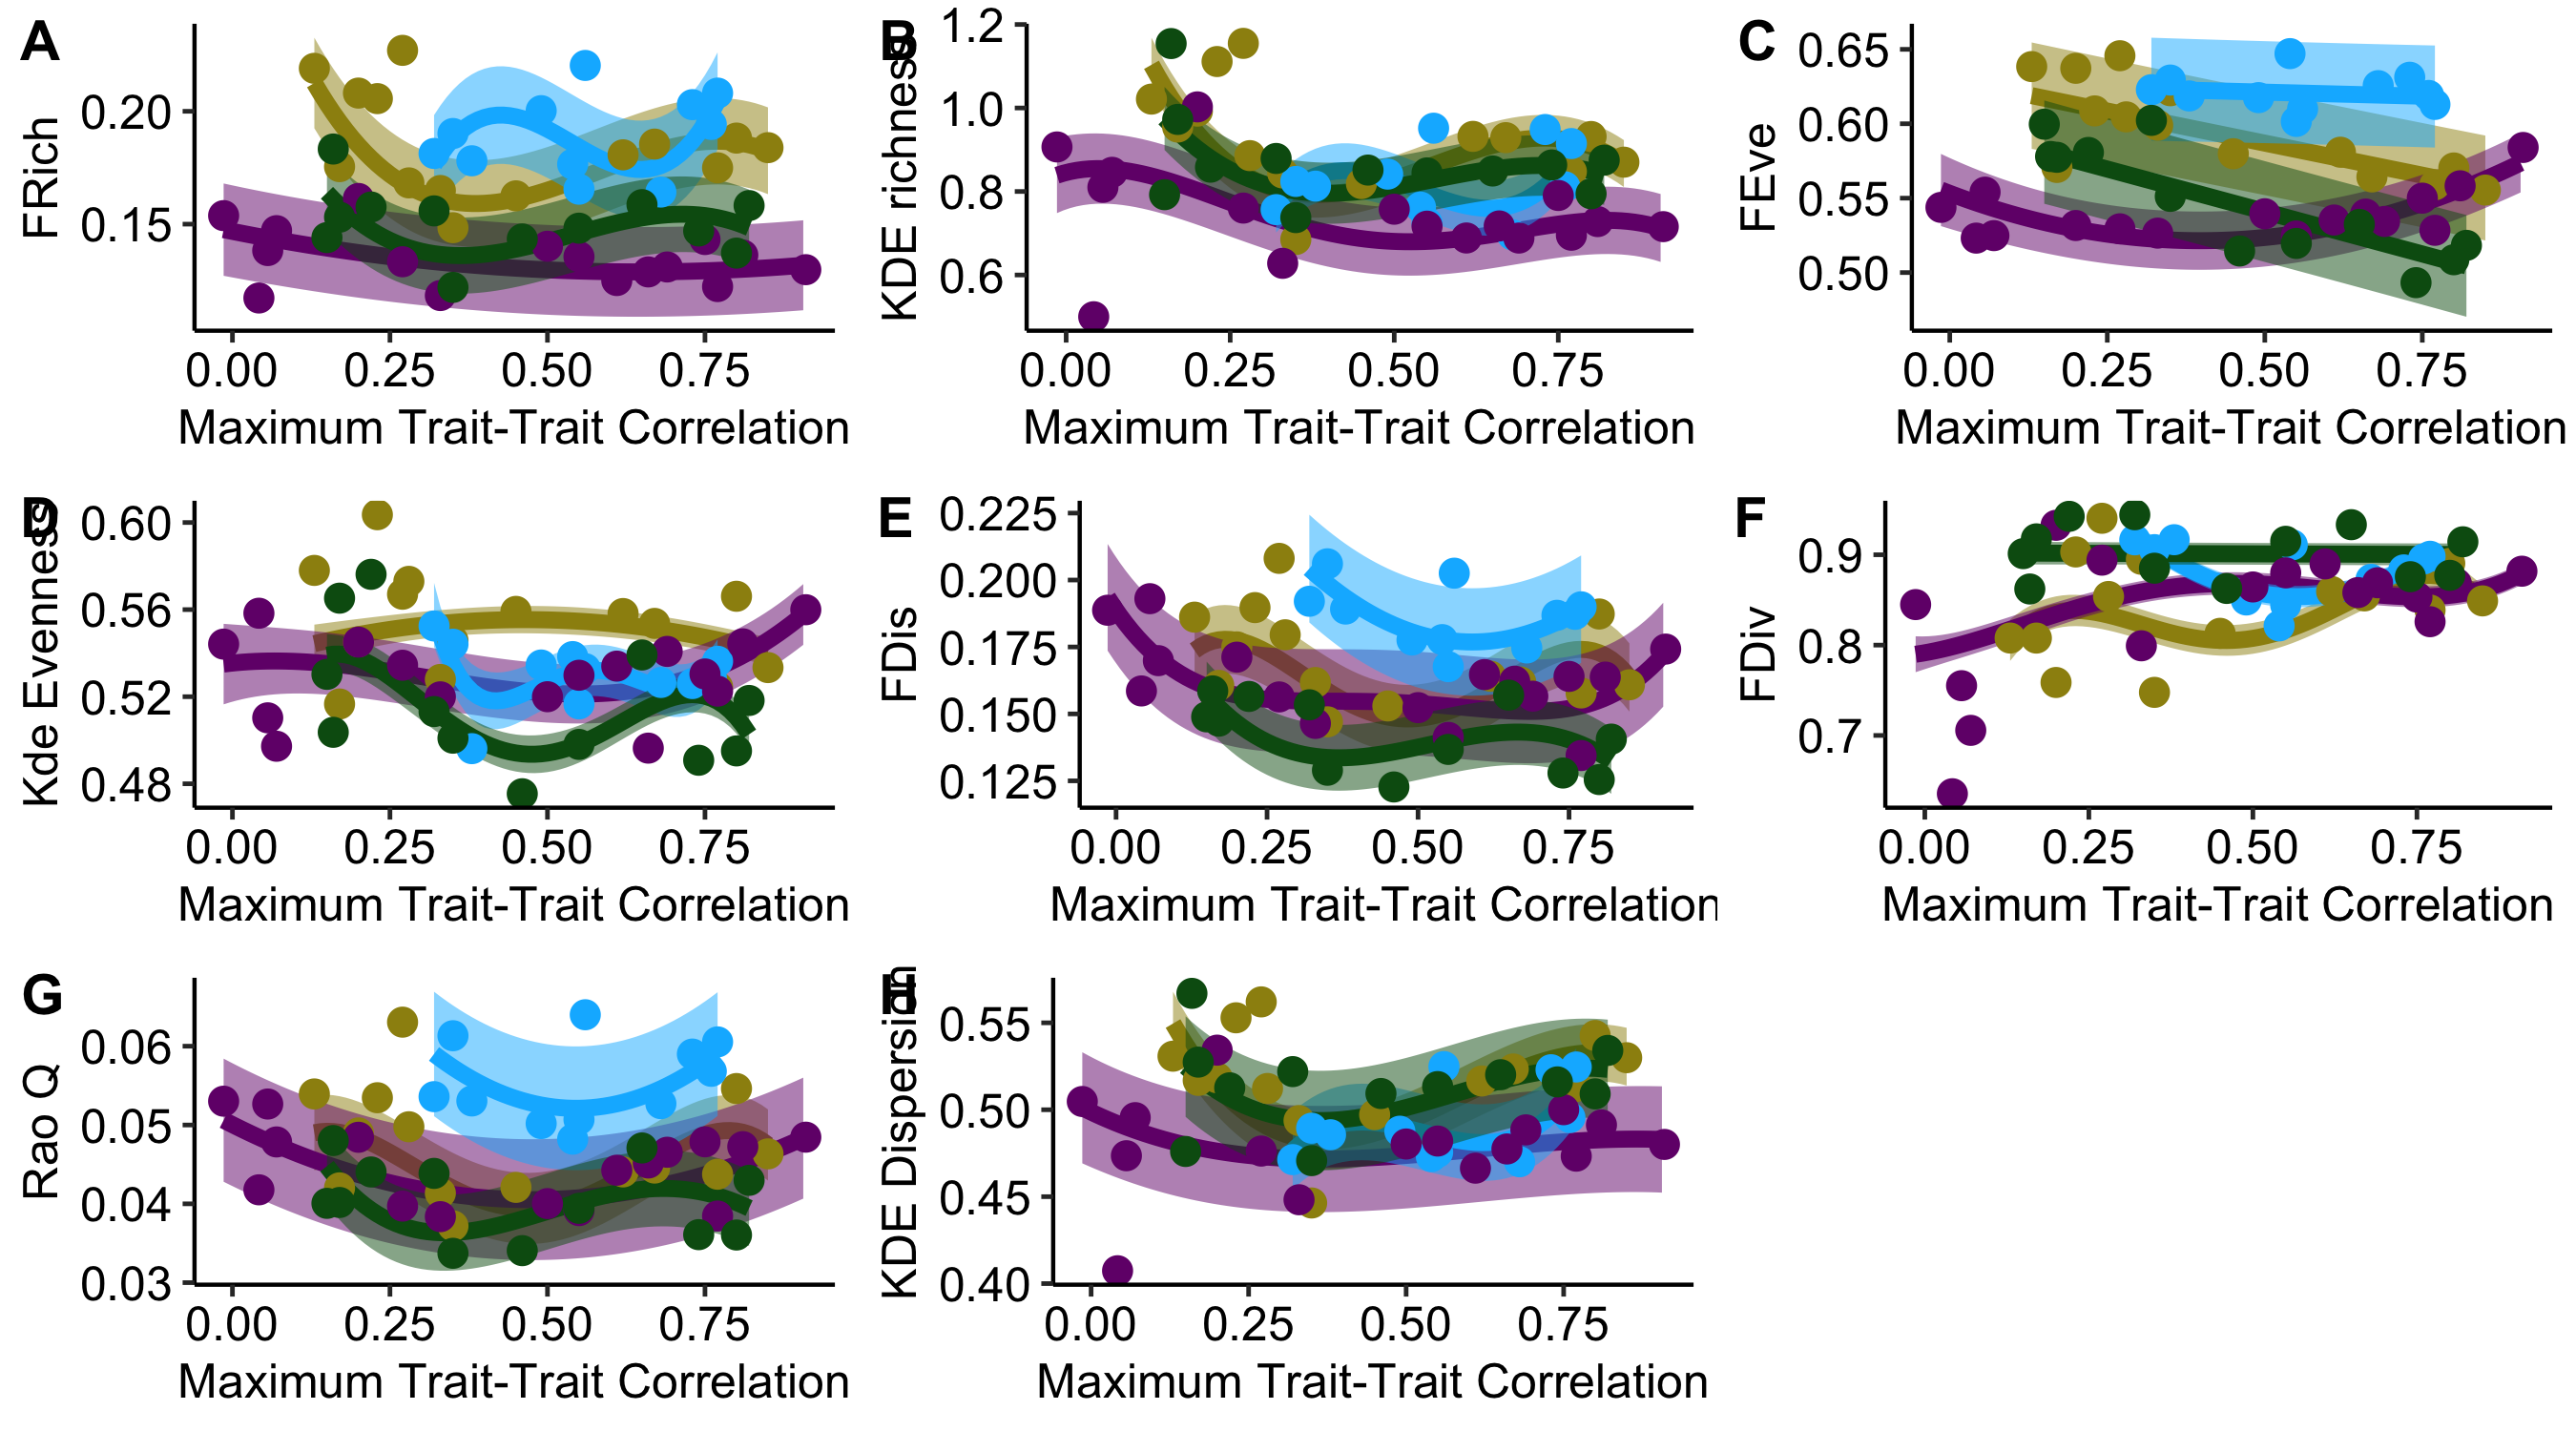 A
FRich
0.20
0.15
0.00 0.25 0.50 0.75
Maximum Trait-Trait Correlation
B
KDE richness
1.2
1.0
0.8
0.6
0.00 0.25 0.50 0.75
Maximum Trait-Trait Correlation
C
FEve
0.65
0.60
0.55
0.50
0.00 0.25 0.50 0.75
Maximum Trait-Trait Correlation
D
Kde Evenness
0.60
0.56
0.52
0.48
0.00 0.25 0.50 0.75
Maximum Trait-Trait Correlation
E
FDis
0.225
0.200
0.175
0.150
0.125
0.00 0.25 0.50 0.75
Maximum Trait-Trait Correlation
F
FDiv
0.9
0.8
0.7
0.00 0.25 0.50 0.75
Maximum Trait-Trait Correlation
G
Rao Q
0.06
0.05
0.04
0.03
0.00 0.25 0.50 0.75
Maximum Trait-Trait Correlation
H
KDE Dispersion
0.55
0.50
0.45
0.40
0.00 0.25 0.50 0.75
Maximum Trait-Trait Correlation